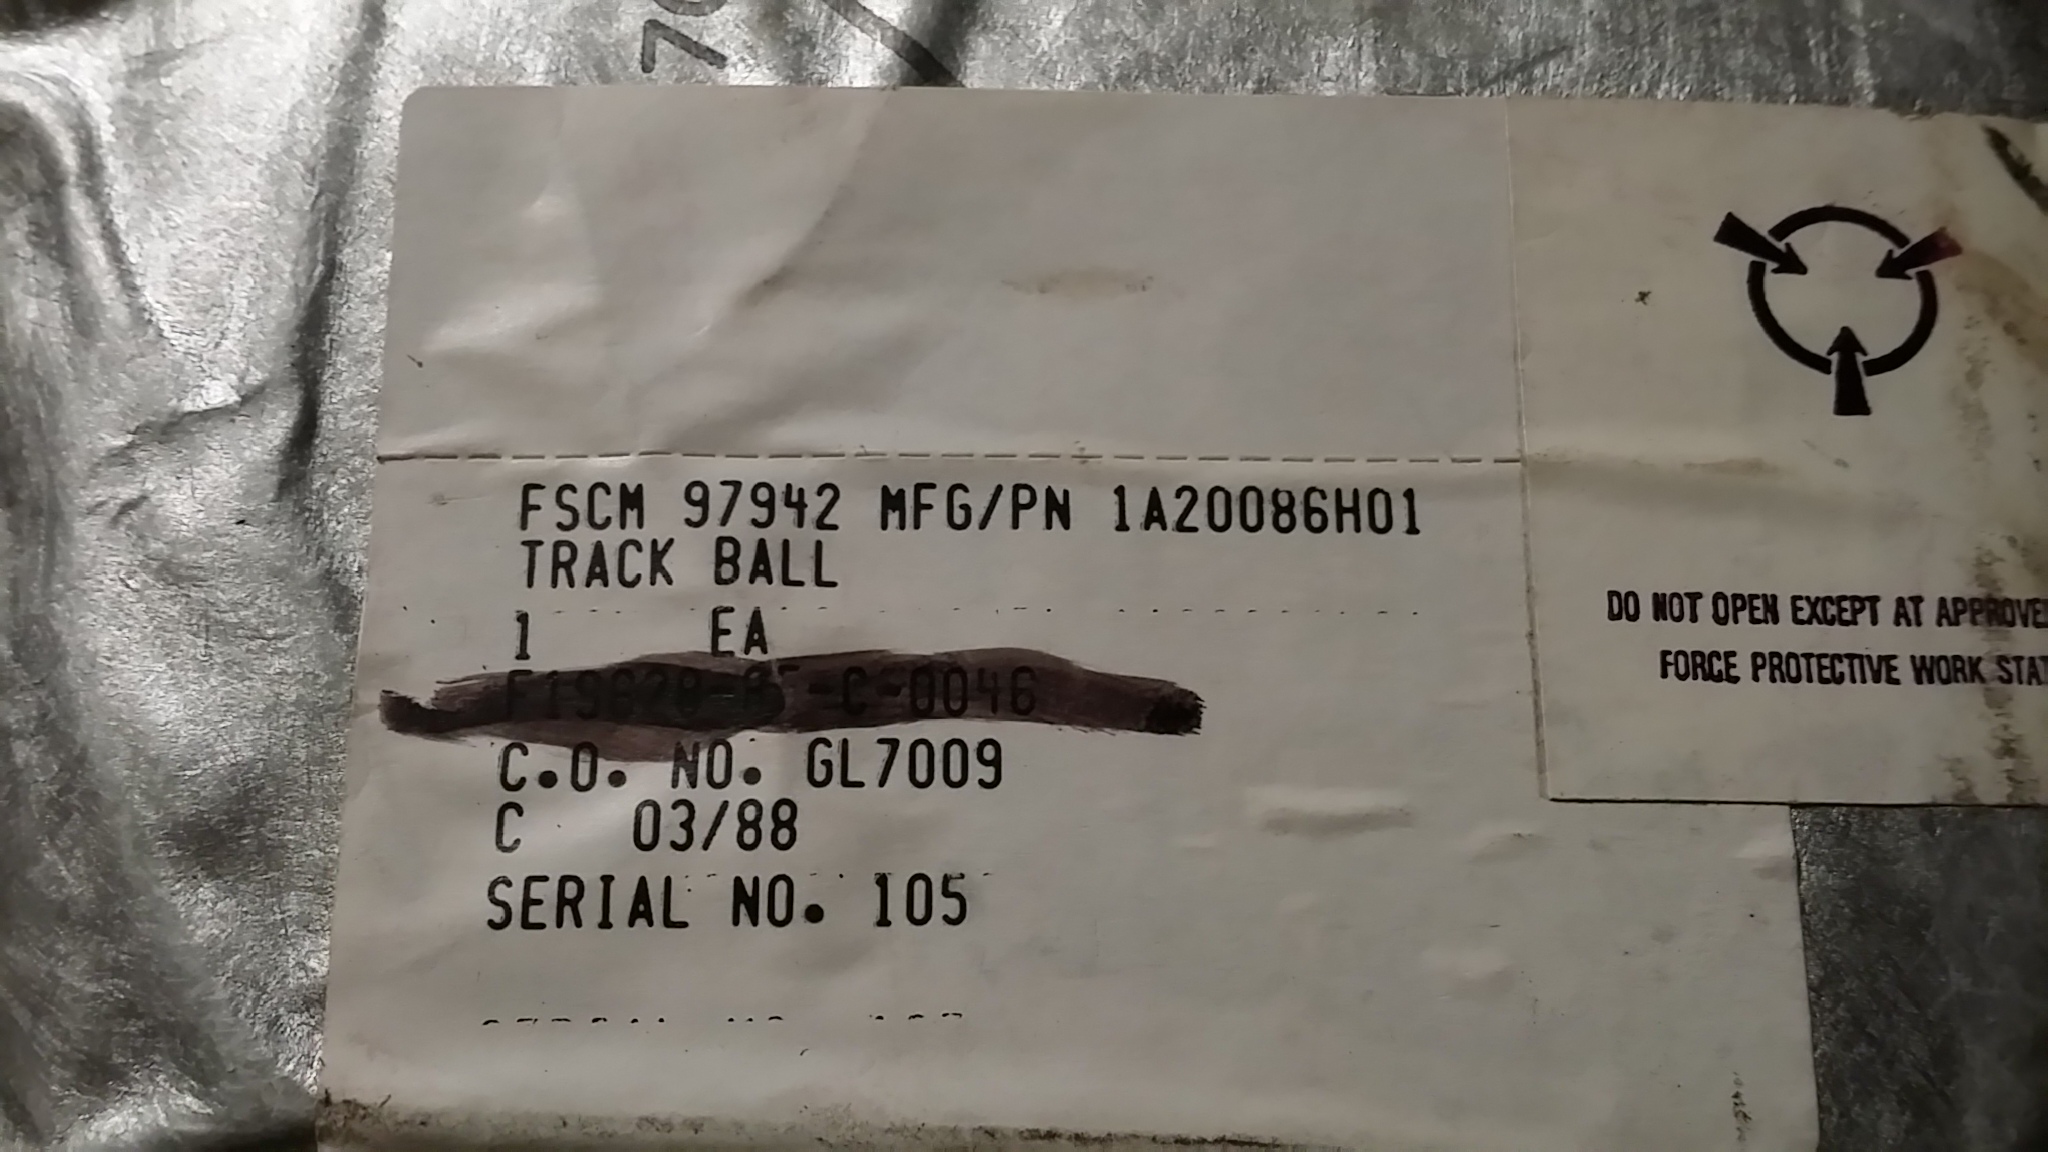 70
FSCM 97942 MFG/PN 1A20086H01
TRACK BALL
1 EA
C.O. NO. GL7009
C 03/88
SERIAL NO. 105
DO NOT OPEN EXCEPT AT APPROVE
FORCE PROTECTIVE WORK STAT